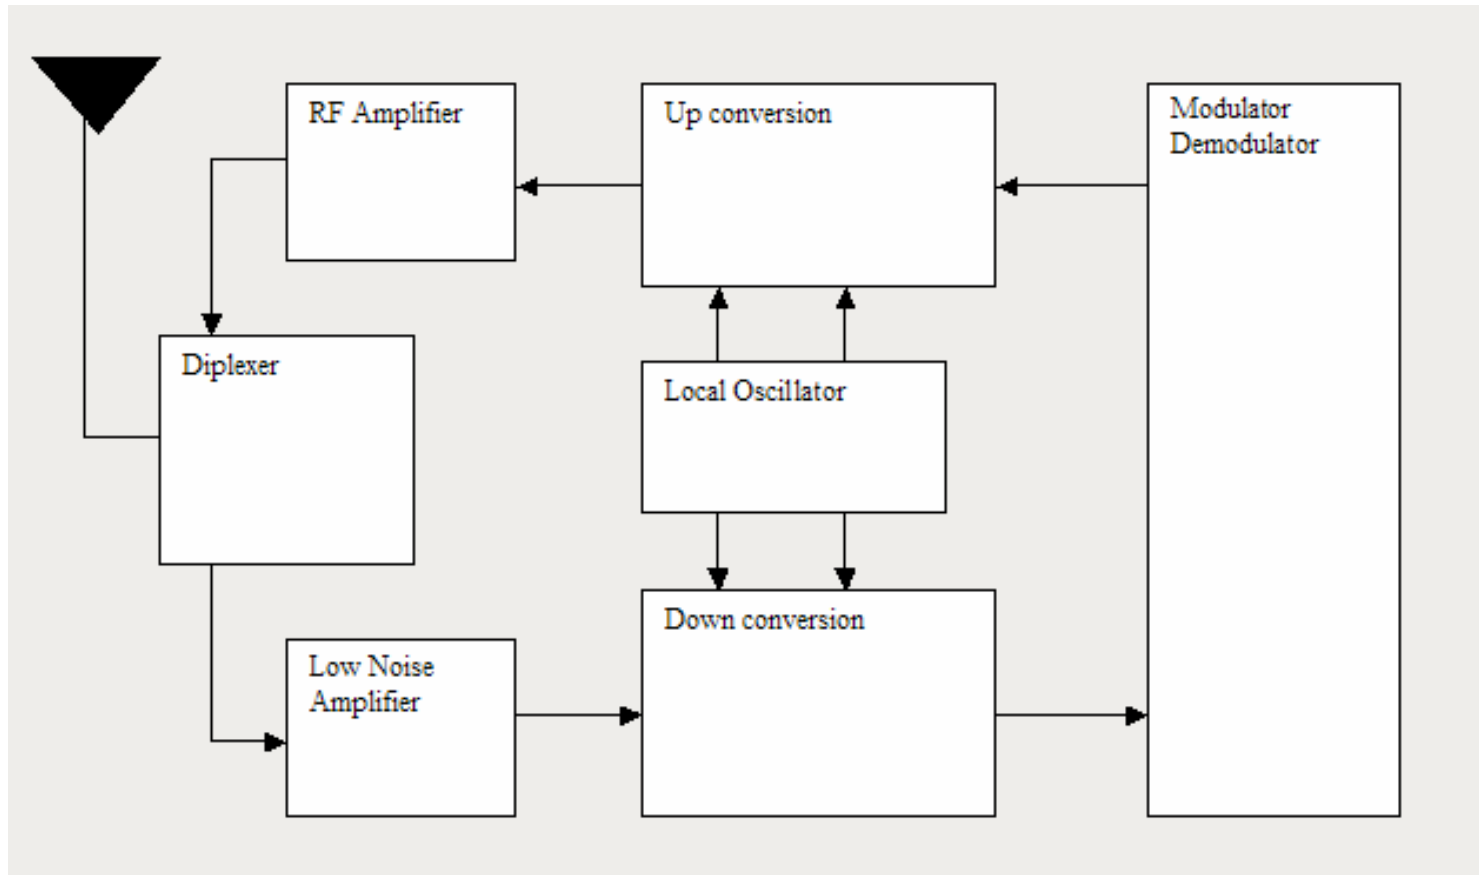 RF Amplifier
Up conversion
Modulator
Demodulator
Diplexer
Local Oscillator
Down conversion
Low Noise
Amplifier